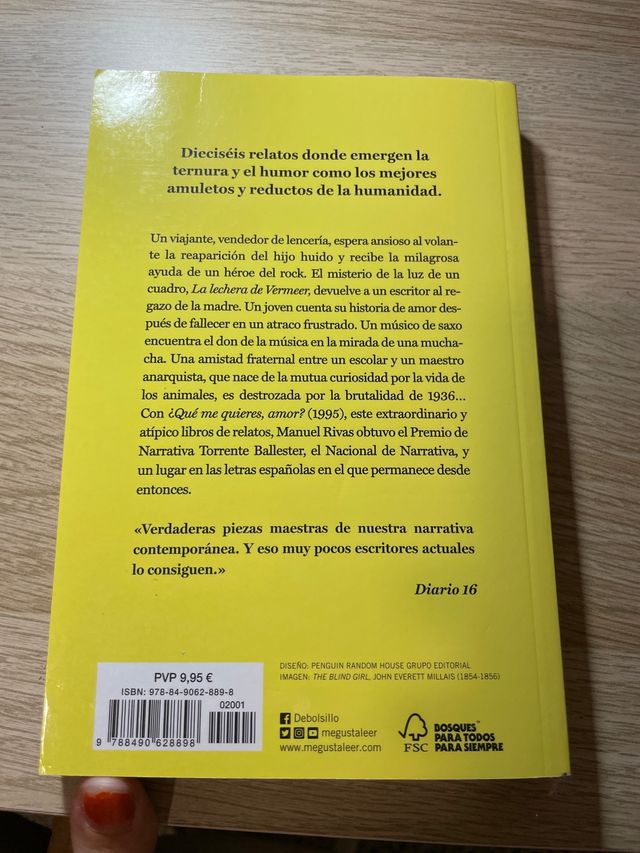 Dieciséis relatos donde emergen la
ternura y el humor como los mejores
amuletos y reductos de la humanidad.
Un viajante, vendedor de lencería, espera ansioso al volan-
te la reaparición del hijo huido y recibe la milagrosa
ayuda de un héroe del rock. El misterio de la luz de un
cuadro, La lechera de Vermeer, devuelve a un escritor al re-
gazo de la madre. Un joven cuenta su historia de amor des-
pués de fallecer en un atraco frustrado. Un músico de saxo
encuentra el don de la música en la mirada de una mucha-
cha. Una amistad fraternal entre un escolar y un maestro
anarquista, que nace de la mutua curiosidad por la vida de
los animales, es destrozada por la brutalidad de 1936...
Con ¿Qué me quieres, amor? (1995), este extraordinario y
atípico libros de relatos, Manuel Rivas obtuvo el Premio de
Narrativa Torrente Ballester, el Nacional de Narrativa, y
un lugar en las letras españolas en el que permanece desde
entonces.
«Verdaderas piezas maestras de nuestra narrativa
contemporánea. Y eso muy pocos escritores actuales
lo consiguen.»
Diario 16
PVP 9,95 €
ISBN: 978-84-9062-889-8
02001
9 788490 628898
DISEÑO: PENGUIN RANDOM HOUSE GRUPO EDITORIAL
IMAGEN: THE BLIND GIRL, JOHN EVERETT MILLAIS (1854-1856)
Debolsillo
megustaleer
www.megustaleer.com
FSC
BOSQUES™
PARA TODOS
PARA SIEMPRE